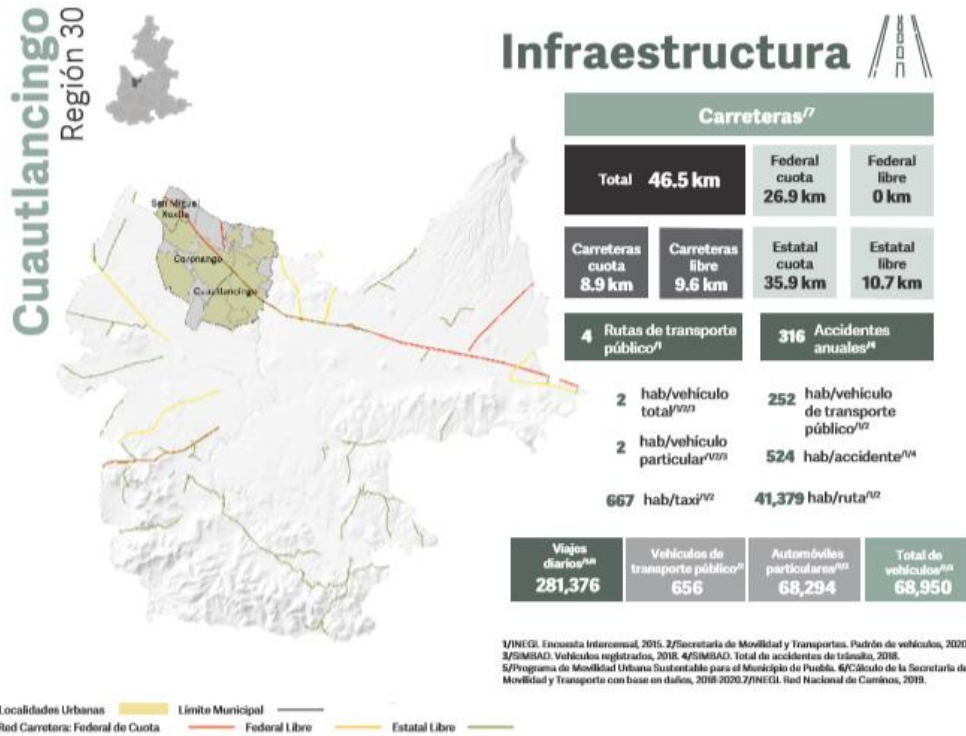 Cuautlancingo
Región 30
Infraestructura
San Miguel
Xoxtla
Coronango
Cuautlancingo
Carreteras/7
Total 46.5 km
Federal
cuota
26.9 km
Federal
libre
0 km
Carreteras
cuota
8.9 km
Carreteras
libre
9.6 km
Estatal
cuota
35.9 km
Estatal
libre
10.7 km
4 Rutas de transporte
público/1
316 Accidentes
anuales/4
2 hab/vehículo
total/1/2/3
252 hab/vehículo
de transporte
público/1/2
2 hab/vehículo
particular/1/2/3
524 hab/accidente/1/4
667 hab/taxi/1/2
41,379 hab/ruta/1/2
Viajes
diarios
281,376
Vehículos de
transporte público/2
656
Automóviles
particulares
68,294
Total de
vehículos
68,950
1/INEGI. Encuesta Intercensal, 2015. 2/Secretaría de Movilidad y Transportes. Padrón de vehículos, 2020
3/SIMBAD. Vehículos registrados, 2018. 4/SIMBAD. Total de accidentes de tránsito, 2018.
5/Programa de Movilidad Urbana Sustentable para el Municipio de Puebla. 6/Cálculo de la Secretaría de
Movilidad y Transporte con base en daños, 2018-2020.7/INEGI. Red Nacional de Caminos, 2019.
Localidades Urbanas Límite Municipal
Red Carretera: Federal de Cuota Federal Libre Estatal Libre